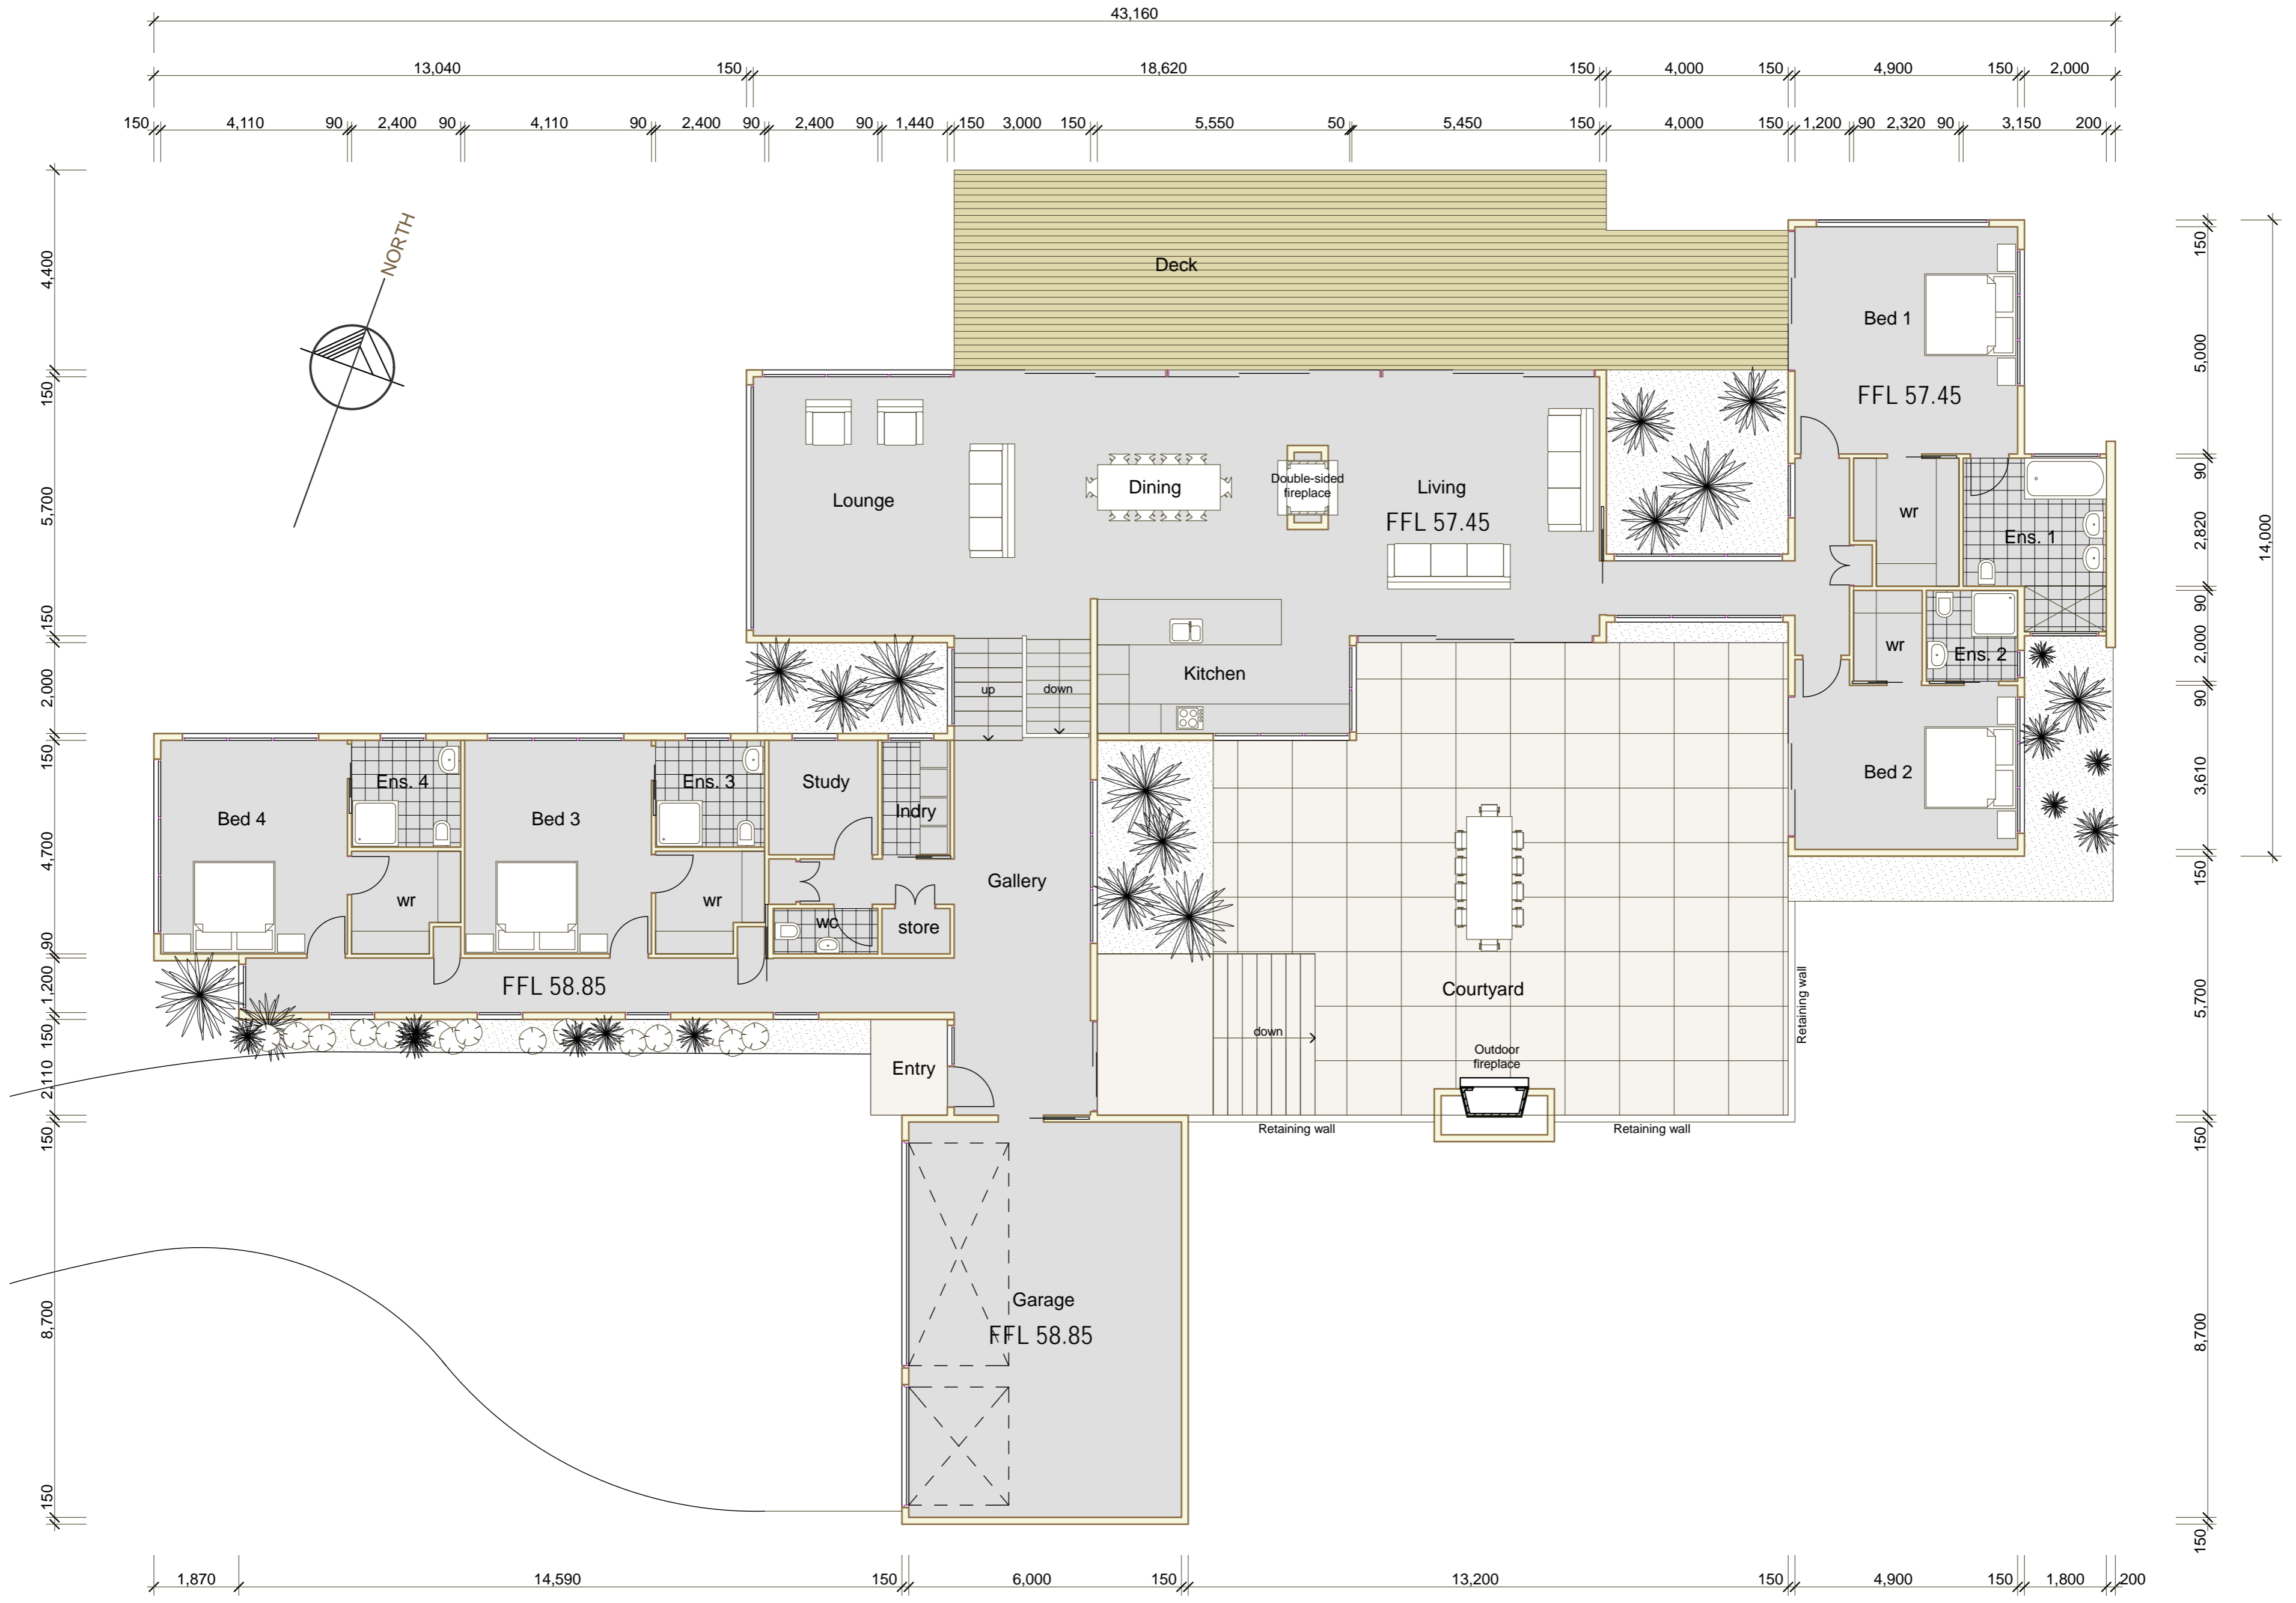 43,160
13,040 150 18,620 150 4,000 150 4,900 150 2,000
150 4,110 90 2,400 90 4,110 90 2,400 90 2,400 90 1,440 150 3,000 150 5,550 50 5,450 150 4,000 150 1,200 90 2,320 90 3,150 200
NORTH
4,400
150
5,700
150
2,000
150
4,700
90
1,200
150
2,110
150
8,700
150
Deck
Bed 1
FFL 57.45
Lounge
Dining
Double-sided
fireplace
Living
FFL 57.45
wr
Ens. 1
up
down
Kitchen
wr
Ens. 2
Bed 2
Bed 4
Ens. 4
wr
Bed 3
Ens. 3
wr
Study
lndry
wc
store
Gallery
FFL 58.85
Entry
down
Courtyard
Outdoor
fireplace
Retaining wall
Retaining wall
Retaining wall
Garage
FFL 58.85
150
5,000
90
2,820
90
2,000
90
3,610
150
5,700
150
8,700
150
14,000
1,870 14,590 150 6,000 150 13,200 150 4,900 150 1,800 200